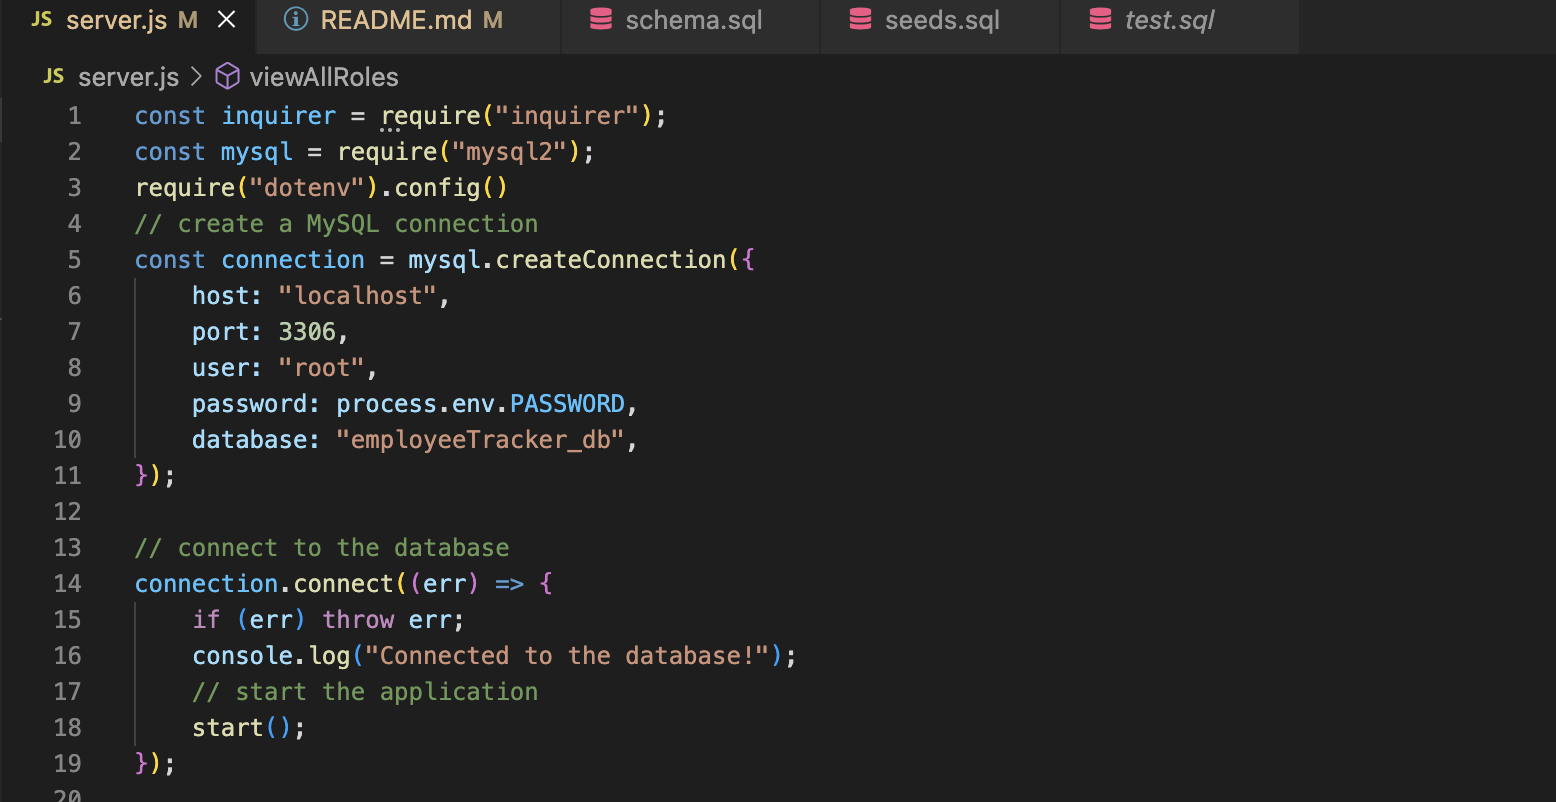 JS server.js M × ⓘ README.md M schema.sql seeds.sql test.sql
JS server.js > viewAllRoles
1 const inquirer = require("inquirer");
2 const mysql = require("mysql2");
3 require("dotenv").config()
4 // create a MySQL connection
5 const connection = mysql.createConnection({
6     host: "localhost",
7     port: 3306,
8     user: "root",
9     password: process.env.PASSWORD,
10     database: "employeeTracker_db",
11 });
12
13 // connect to the database
14 connection.connect((err) => {
15     if (err) throw err;
16     console.log("Connected to the database!");
17     // start the application
18     start();
19 });
20